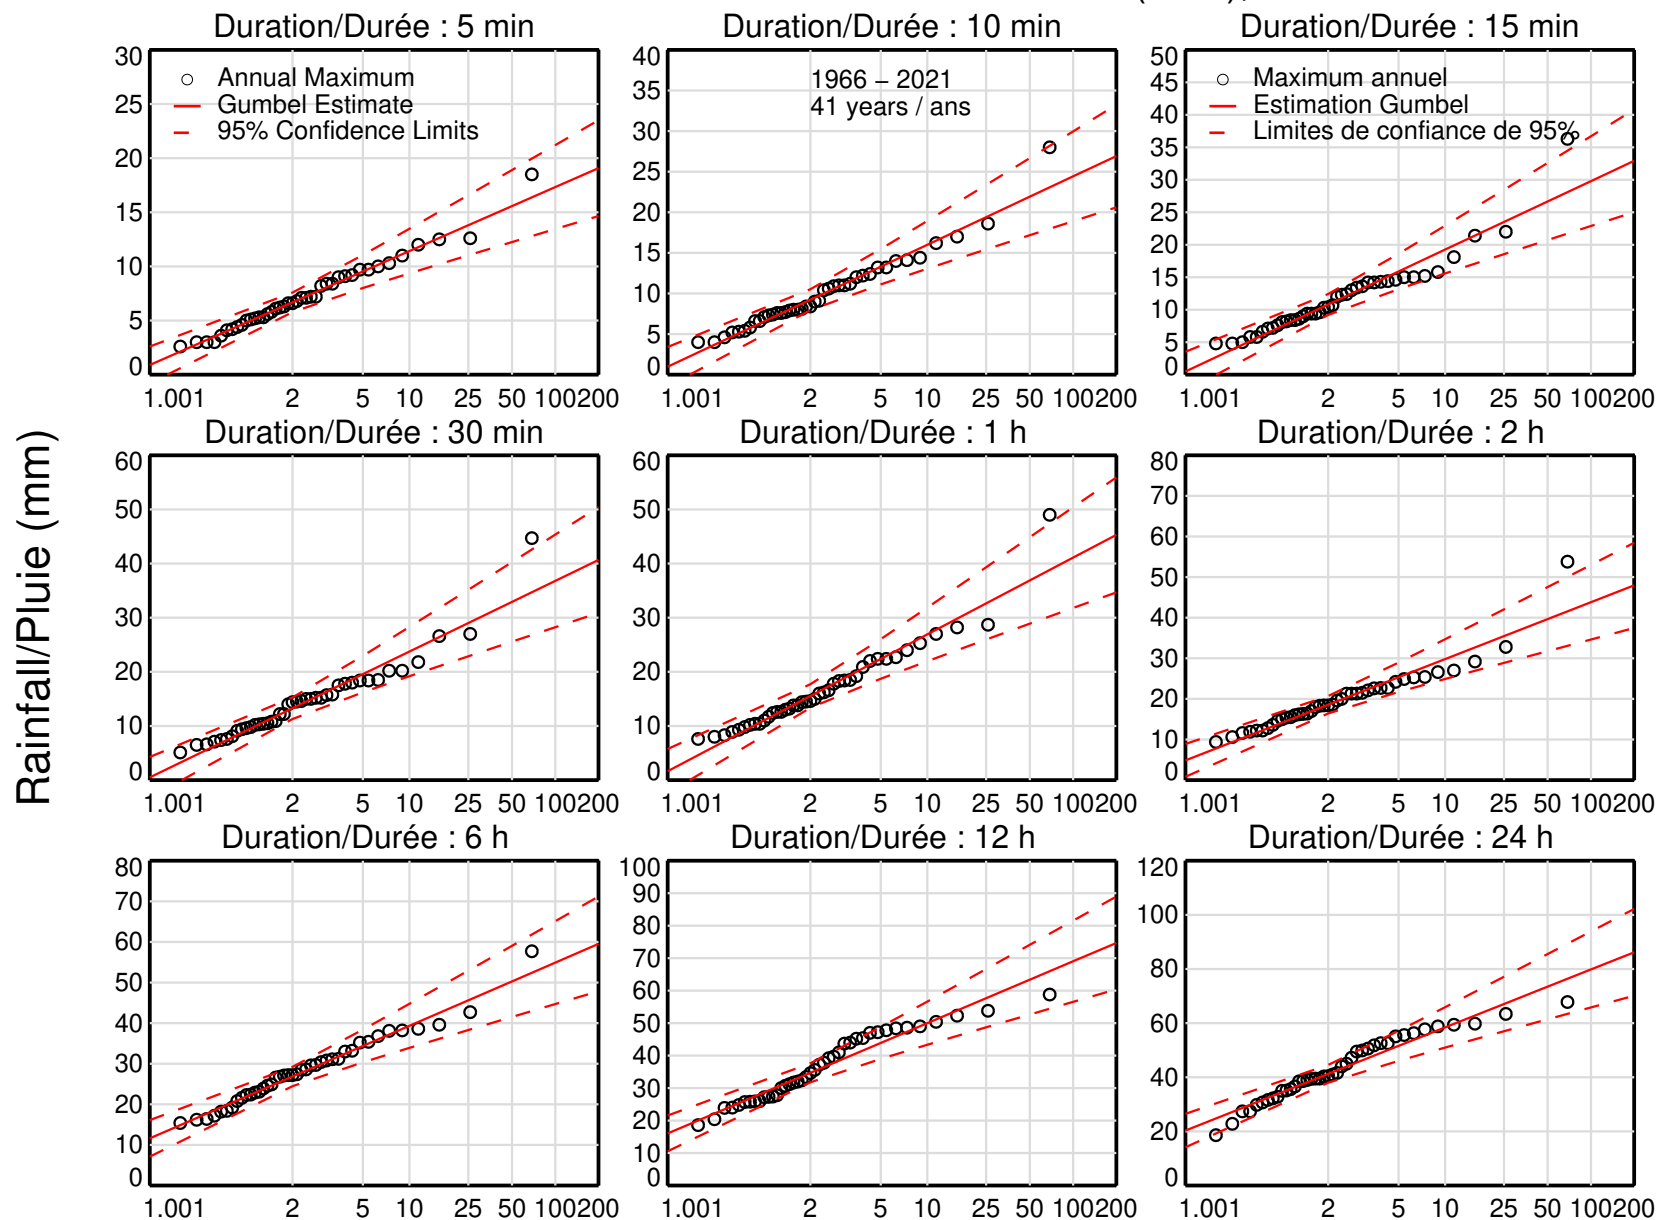 Duration/Durée : 5 min
30
25
20
15
10
5
0
Annual Maximum
Gumbel Estimate
95% Confidence Limits
1.001 2 5 10 25 50 100200
Duration/Durée : 10 min
40
35
30
25
20
15
10
5
0
1966 – 2021
41 years / ans
1.001 2 5 10 25 50 100200
Duration/Durée : 15 min
50
45
40
35
30
25
20
15
10
5
0
Maximum annuel
Estimation Gumbel
Limites de confiance de 95%
1.001 2 5 10 25 50 100200
Rainfall/Pluie (mm)
Duration/Durée : 30 min
60
50
40
30
20
10
0
1.001 2 5 10 25 50 100200
Duration/Durée : 1 h
60
50
40
30
20
10
0
1.001 2 5 10 25 50 100200
Duration/Durée : 2 h
80
70
60
50
40
30
20
10
0
1.001 2 5 10 25 50 100200
Duration/Durée : 6 h
80
70
60
50
40
30
20
10
0
1.001 2 5 10 25 50 100200
Duration/Durée : 12 h
100
90
80
70
60
50
40
30
20
10
0
1.001 2 5 10 25 50 100200
Duration/Durée : 24 h
120
100
80
60
40
20
0
1.001 2 5 10 25 50 100200